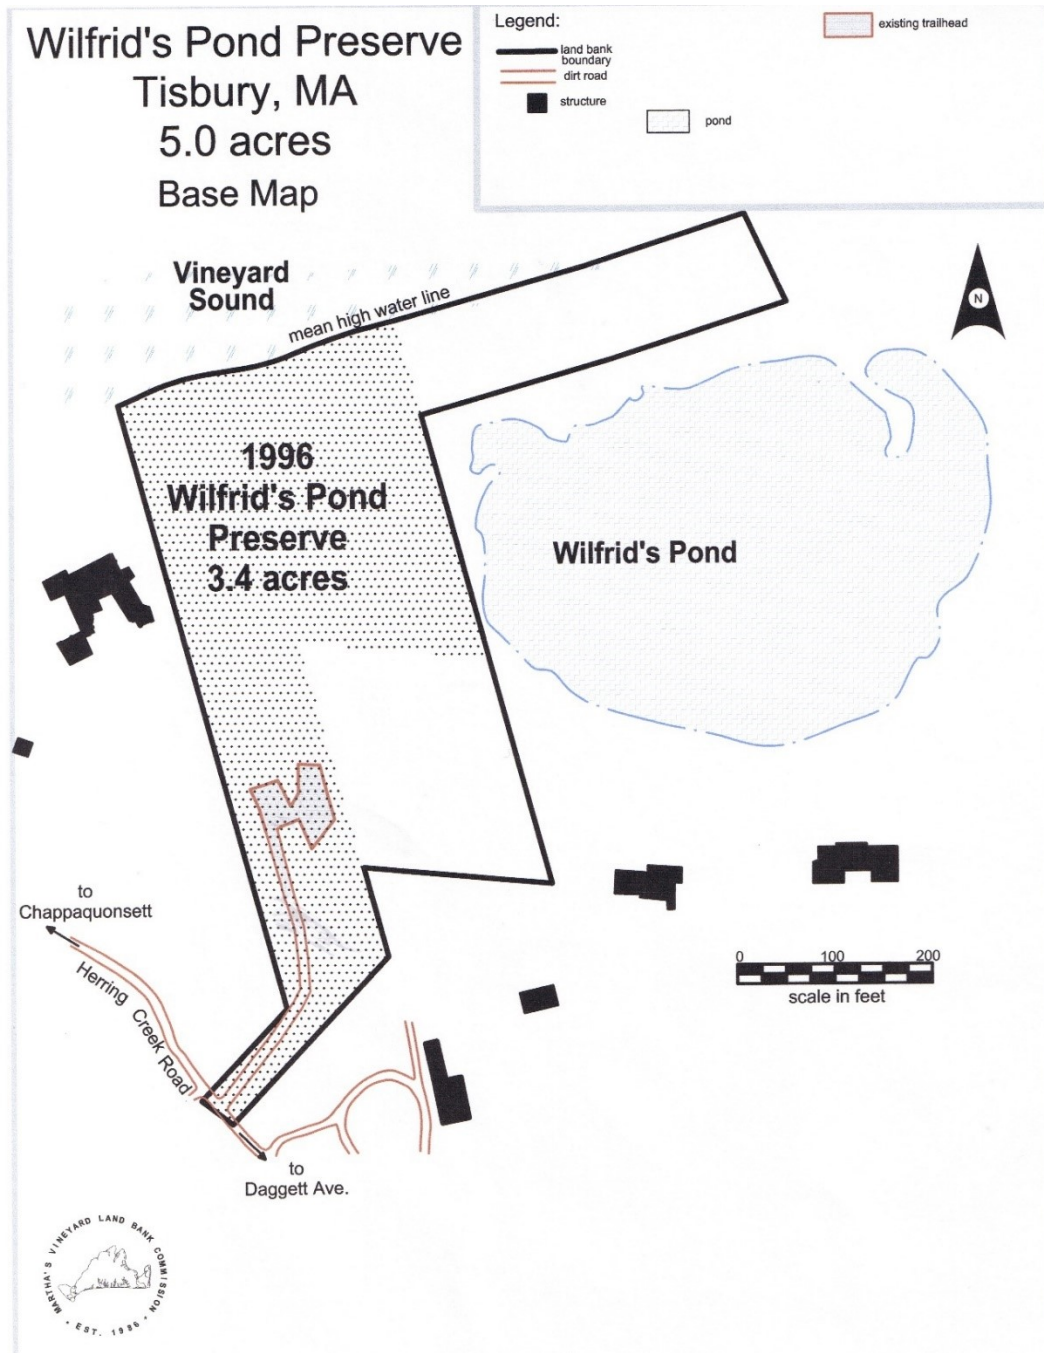 Wilfrid's Pond Preserve
Tisbury, MA
5.0 acres
Base Map
Legend:
land bank
boundary
dirt road
structure
pond
existing trailhead
Vineyard
Sound
mean high water line
N
1996
Wilfrid's Pond
Preserve
3.4 acres
Wilfrid's Pond
to
Chappaquonsett
Herring Creek Road
0 100 200
scale in feet
to
Daggett Ave.
MARTHA'S VINEYARD LAND BANK COMMISSION
• EST. 1986 •